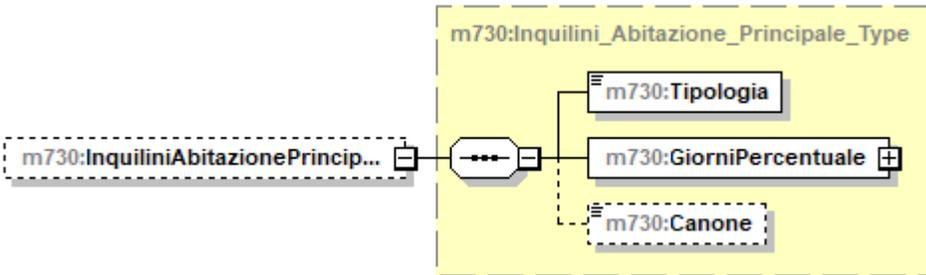 m730:Inquilini_Abitazione_Principale_Type
m730:Tipologia
m730:InquiliniAbitazionePrincip...
m730:GiorniPercentuale
m730:Canone